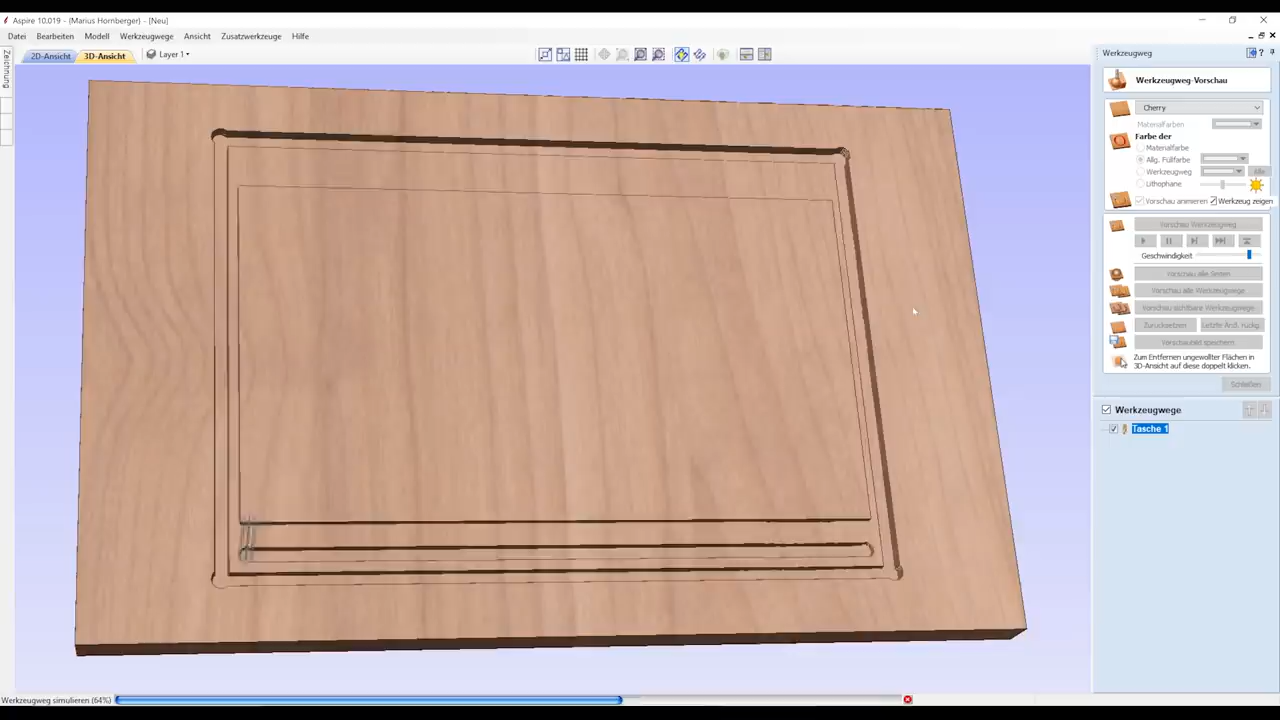 Aspire 10.019 - {Marius Hornberger} - [Neu]
Datei Bearbeiten Modell Werkzeugwege Ansicht Zusatzwerkzeuge Hilfe
Zeichnung
2D-Ansicht 3D-Ansicht Layer 1
Werkzeugweg
Werkzeugweg-Vorschau
Cherry
Materialfarben
Farbe der
Materialfarbe
Allg. Füllfarbe
Werkzeugweg Alle
Lithophane
Vorschau animieren Werkzeug zeigen
Vorschau Werkzeugweg
Geschwindigkeit
Vorschau alle Seiten
Vorschau alle Werkzeugwege
Vorschau sichtbare Werkzeugwege
Zurücksetzen Letzte Änd. rückg.
Vorschaubild speichern
Zum Entfernen ungewollter Flächen in
3D-Ansicht auf diese doppelt klicken.
Schließen
Werkzeugwege
Tasche 1
Werkzeugweg simulieren (64%)